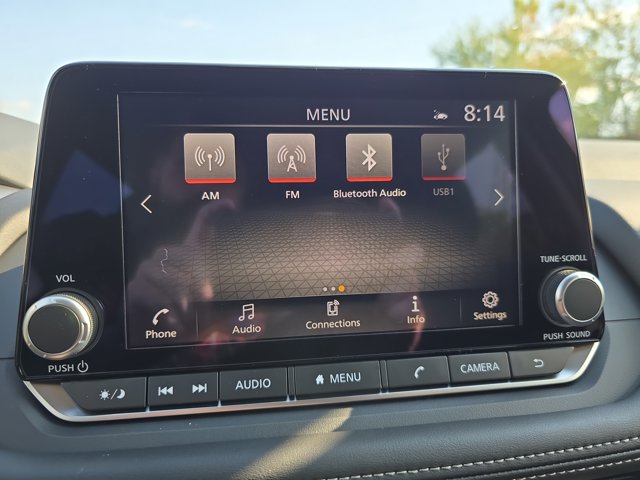 MENU 8:14
AM FM Bluetooth Audio USB1
VOL
TUNE·SCROLL
Phone Audio Connections Info Settings
PUSH
PUSH SOUND
AUDIO MENU CAMERA